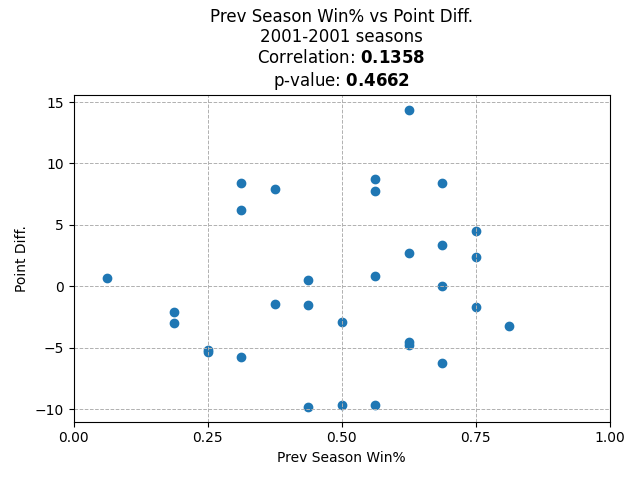 Prev Season Win% vs Point Diff.
2001-2001 seasons
Correlation: 0.1358
p-value: 0.4662
15
10
5
0
−5
−10
Point Diff.
0.00 0.25 0.50 0.75 1.00
Prev Season Win%